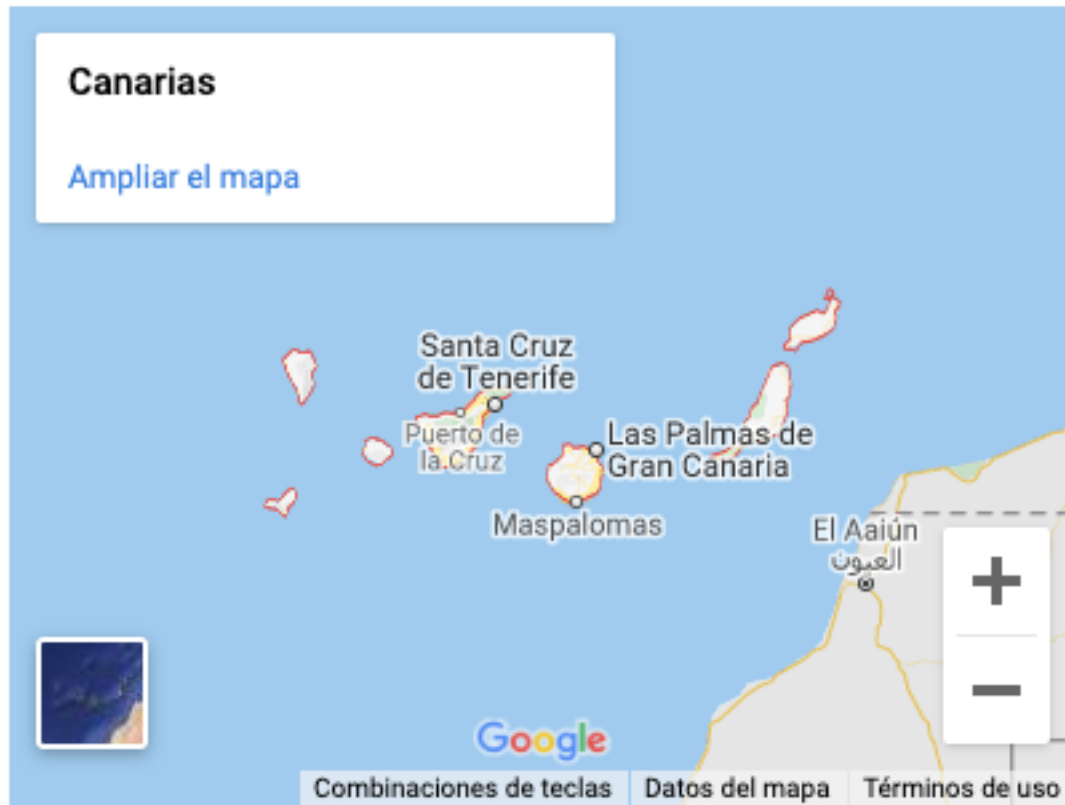 Canarias
Ampliar el mapa
Santa Cruz
de Tenerife
Puerto de
la Cruz
Las Palmas de
Gran Canaria
Maspalomas
El Aaiún
العيون
Google
Combinaciones de teclas
Datos del mapa
Términos de uso